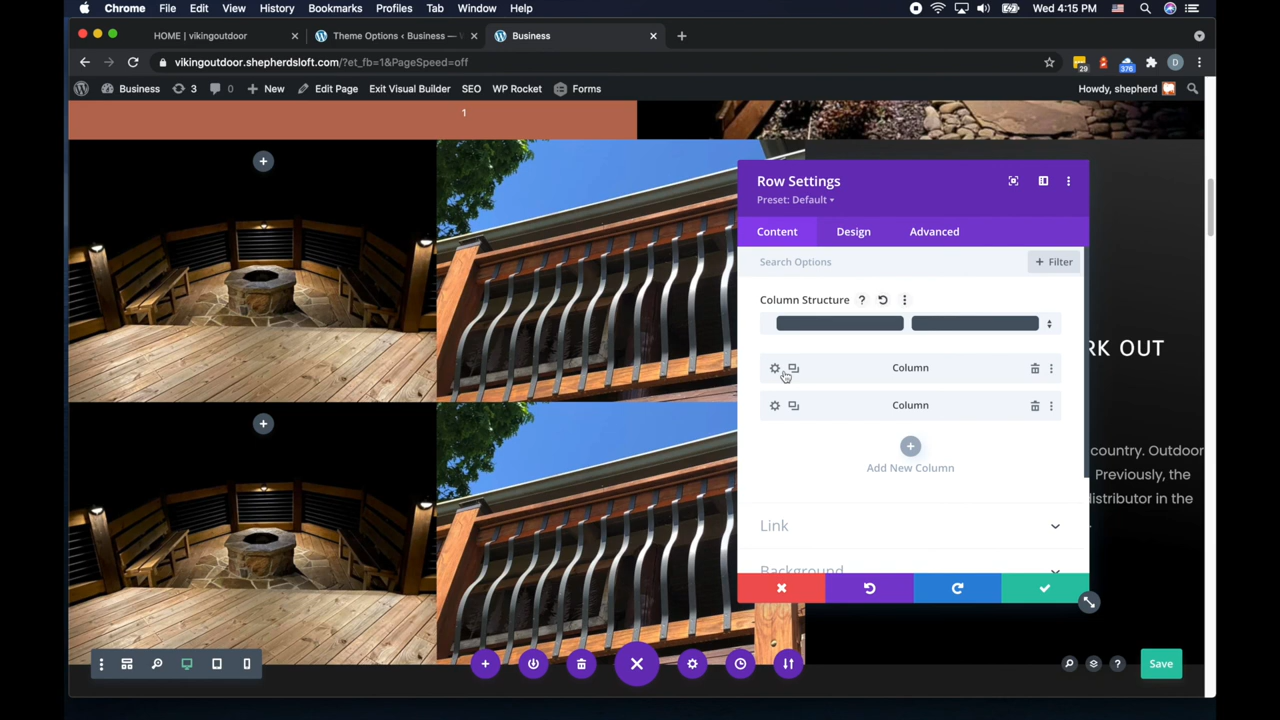 Chrome File Edit View History Bookmarks Profiles Tab Window Help Wed 4:15 PM
HOME | vikingoutdoor Theme Options ‹ Business — Business
vikingoutdoor.shepherdsloft.com/?et_fb=1&PageSpeed=off 29 376 D
Business 3 0 New Edit Page Exit Visual Builder SEO WP Rocket Forms Howdy, shepherd
1
Row Settings
Preset: Default
Content Design Advanced
Search Options + Filter
Column Structure ?
RK OUT
Column
Column
Add New Column
country. Outdoor
Previously, the
distributor in the
Link
Background
? Save